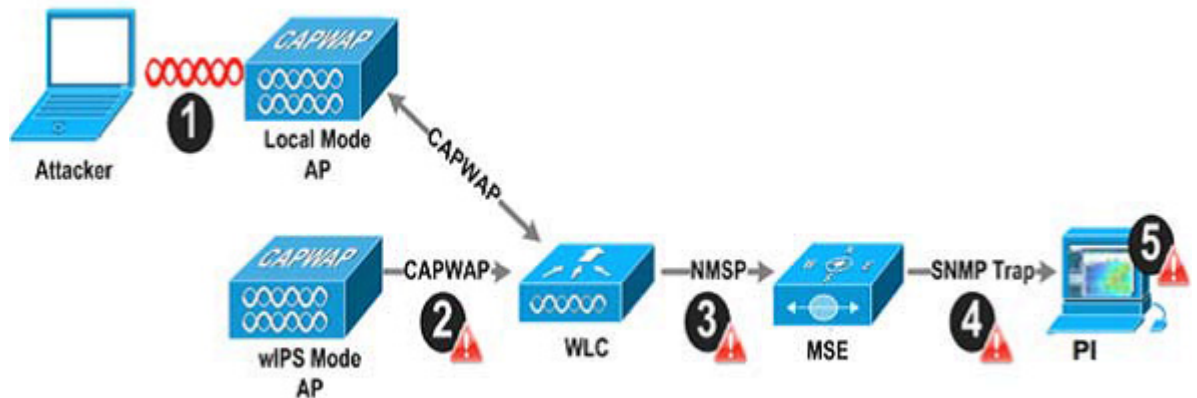 CAPWAP
1
Attacker
Local Mode
AP
CAPWAP
CAPWAP
wIPS Mode
AP
CAPWAP
2
WLC
NMSP
3
MSE
SNMP Trap
4
5
PI